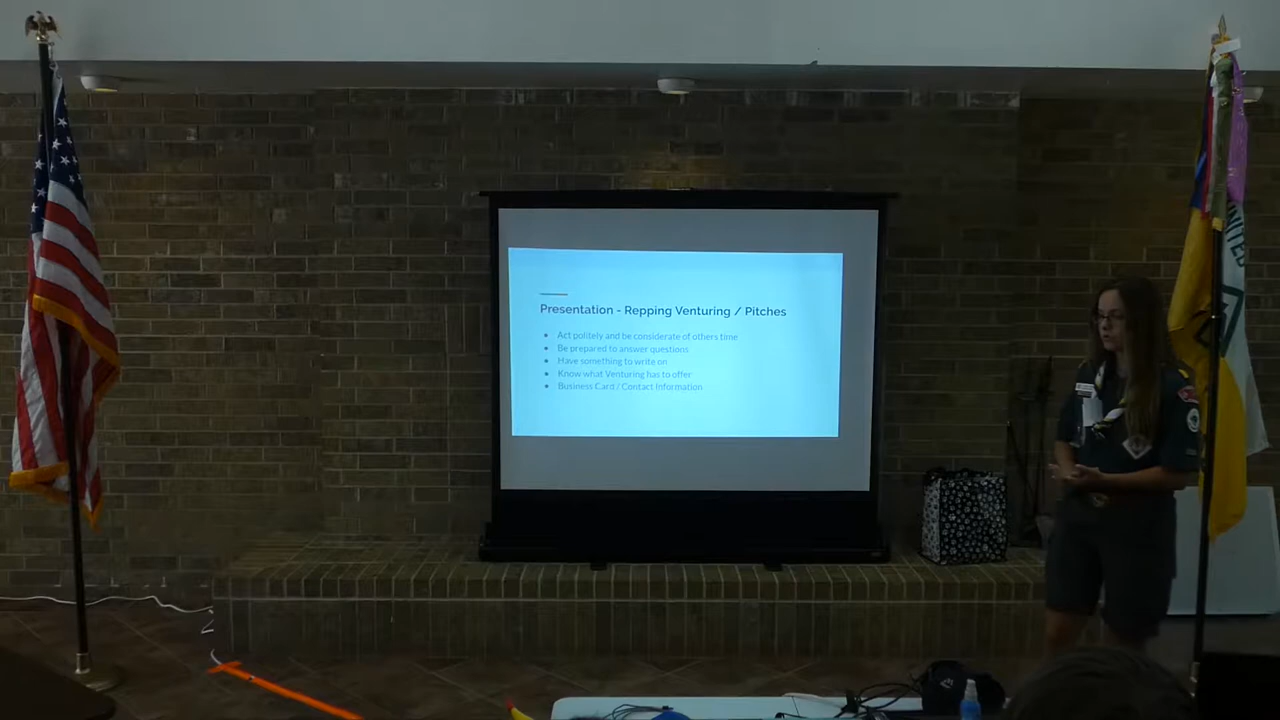 Presentation - Repping Venturing / Pitches
Act politely and be considerate of others time
Be prepared to answer questions
Have something to write on
Know what Venturing has to offer
Business Card / Contact Information
UNITED